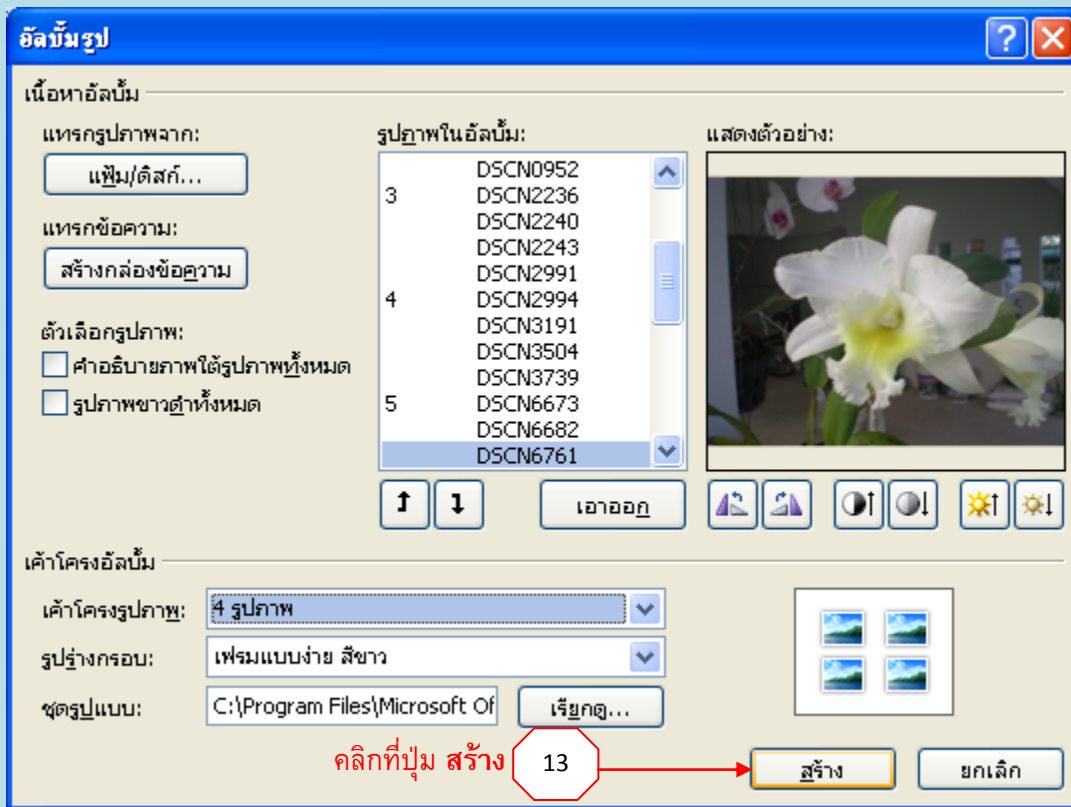 อัลบั้มรูป
เนื้อหาอัลบั้ม
แทรกรูปภาพจาก:
แฟ้ม/ดิสก์...
แทรกข้อความ:
สร้างกล่องข้อความ
ตัวเลือกรูปภาพ:
คำอธิบายภาพใต้รูปภาพทั้งหมด
รูปภาพขาวดำทั้งหมด
รูปภาพในอัลบั้ม:
DSCN0952
3 DSCN2236
DSCN2240
DSCN2243
DSCN2991
4 DSCN2994
DSCN3191
DSCN3504
DSCN3739
5 DSCN6673
DSCN6682
DSCN6761
เอาออก
แสดงตัวอย่าง:
เค้าโครงอัลบั้ม
เค้าโครงรูปภาพ: 4 รูปภาพ
รูปร่างกรอบ: เฟรมแบบง่าย สีขาว
ชุดรูปแบบ: C:\Program Files\Microsoft Of เรียกดู...
คลิกที่ปุ่ม สร้าง 13
สร้าง ยกเลิก